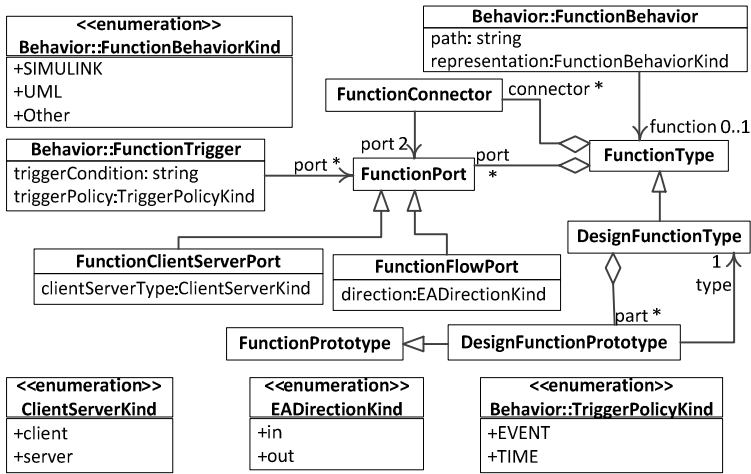 <<enumeration>>
Behavior::FunctionBehaviorKind
+SIMULINK
+UML
+Other
Behavior::FunctionBehavior
path: string
representation:FunctionBehaviorKind
FunctionConnector
connector *
function 0..1
Behavior::FunctionTrigger
triggerCondition: string
triggerPolicy:TriggerPolicyKind
port *
port 2
FunctionPort
port
*
FunctionType
DesignFunctionType
FunctionClientServerPort
clientServerType:ClientServerKind
FunctionFlowPort
direction:EADirectionKind
1
type
part *
FunctionPrototype
DesignFunctionPrototype
<<enumeration>>
ClientServerKind
+client
+server
<<enumeration>>
EADirectionKind
+in
+out
<<enumeration>>
Behavior::TriggerPolicyKind
+EVENT
+TIME